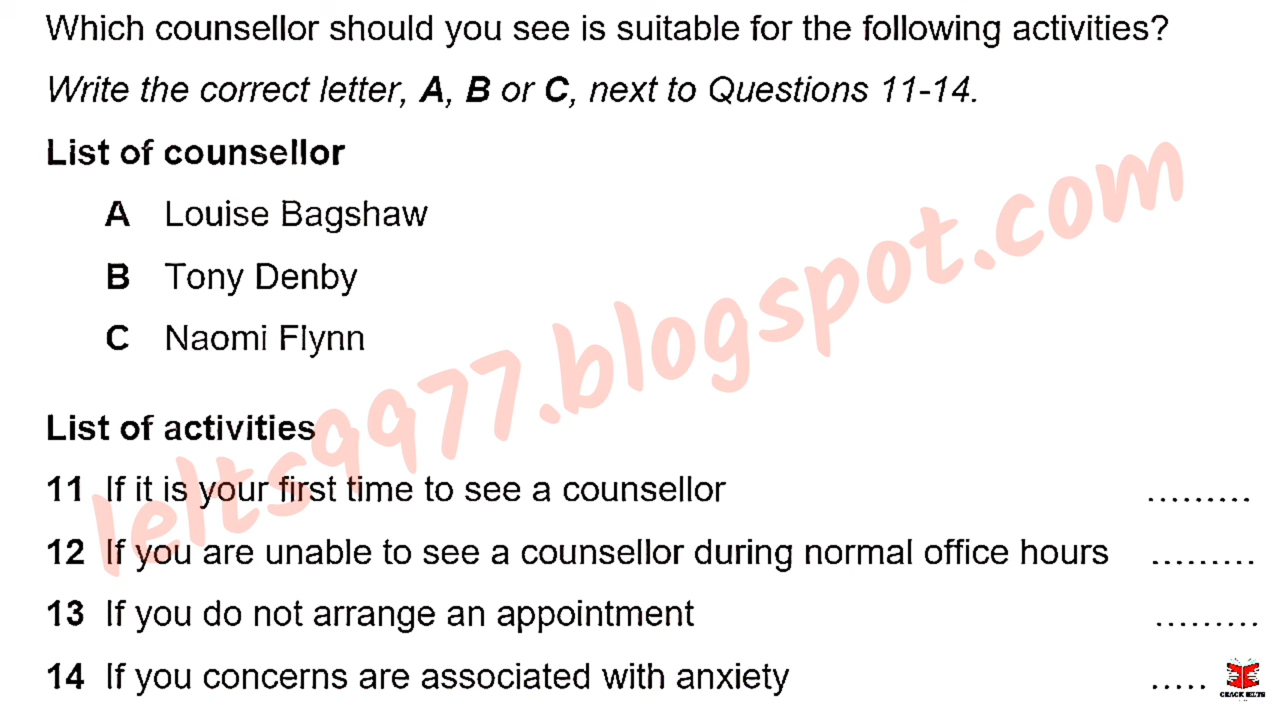 Which counsellor should you see is suitable for the following activities?
Write the correct letter, A, B or C, next to Questions 11-14.
List of counsellor
A Louise Bagshaw
B Tony Denby
C Naomi Flynn
List of activities
11 If it is your first time to see a counsellor .........
12 If you are unable to see a counsellor during normal office hours .........
13 If you do not arrange an appointment .........
14 If you concerns are associated with anxiety .....
Ielts9977.blogspot.com
CRACK IELTS